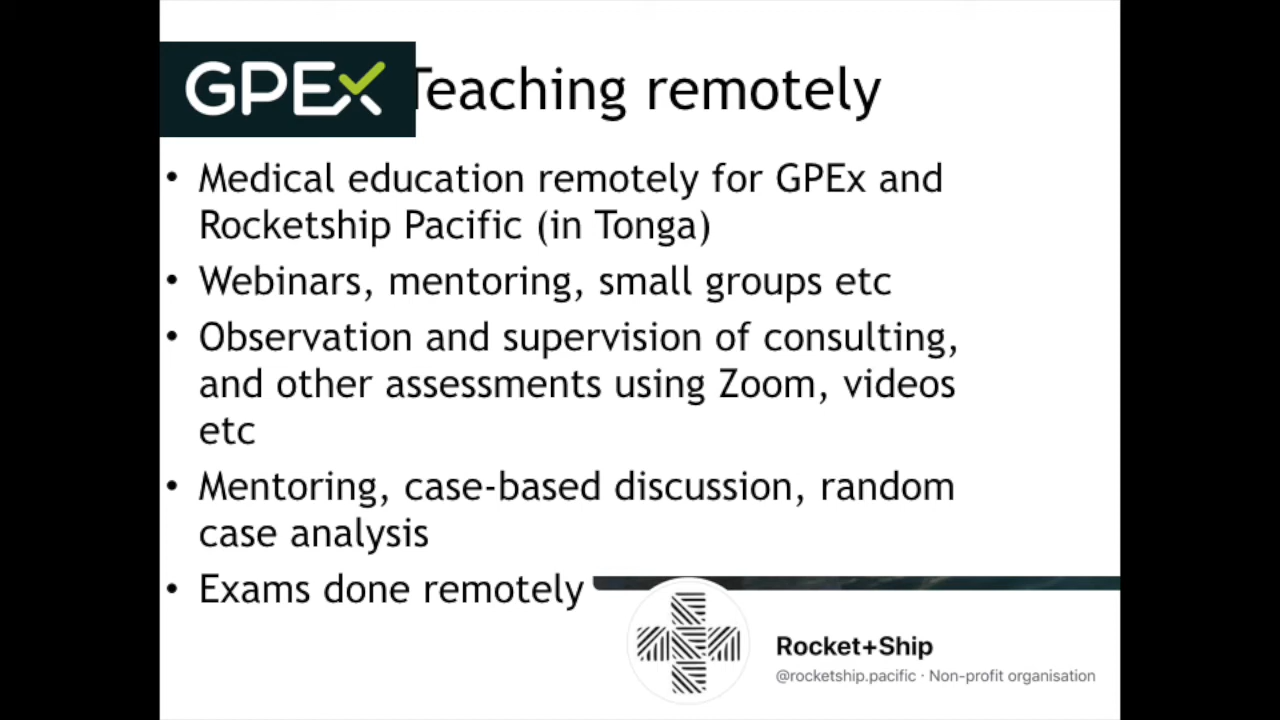 GPEx
Teaching remotely
• Medical education remotely for GPEx and
Rocketship Pacific (in Tonga)
• Webinars, mentoring, small groups etc
• Observation and supervision of consulting,
and other assessments using Zoom, videos
etc
• Mentoring, case-based discussion, random
case analysis
• Exams done remotely
Rocket+Ship
@rocketship.pacific · Non-profit organisation